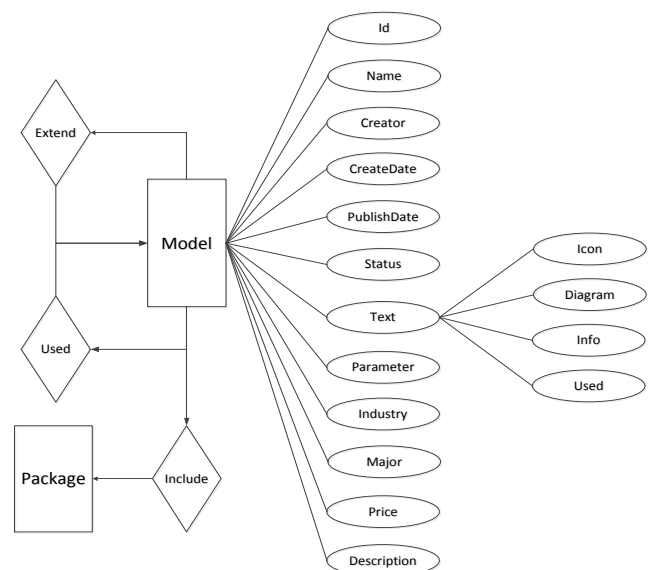 Extend
Model
Used
Package
Include
Id
Name
Creator
CreateDate
PublishDate
Status
Text
Parameter
Industry
Major
Price
Description
Icon
Diagram
Info
Used